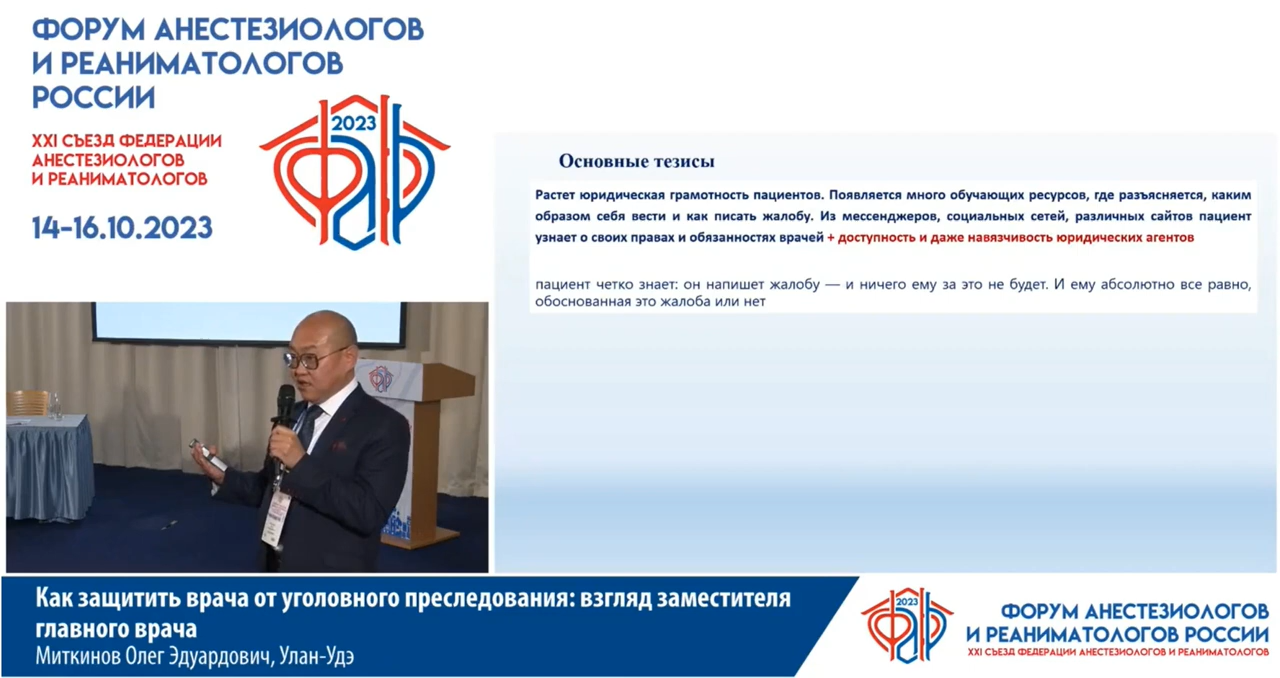 ФОРУМ АНЕСТЕЗИОЛОГОВ
И РЕАНИМАТОЛОГОВ
РОССИИ
XXI СЪЕЗД ФЕДЕРАЦИИ
АНЕСТЕЗИОЛОГОВ
И РЕАНИМАТОЛОГОВ
14-16.10.2023
2023
Основные тезисы
Растет юридическая грамотность пациентов. Появляется много обучающих ресурсов, где разъясняется, каким
образом себя вести и как писать жалобу. Из мессенджеров, социальных сетей, различных сайтов пациент
узнает о своих правах и обязанностях врачей + доступность и даже навязчивость юридических агентов
пациент четко знает: он напишет жалобу — и ничего ему за это не будет. И ему абсолютно все равно,
обоснованная это жалоба или нет
Как защитить врача от уголовного преследования: взгляд заместителя
главного врача
Миткинов Олег Эдуардович, Улан-Удэ
2023
ФОРУМ АНЕСТЕЗИОЛОГОВ
И РЕАНИМАТОЛОГОВ РОССИИ
XXI СЪЕЗД ФЕДЕРАЦИИ АНЕСТЕЗИОЛОГОВ И РЕАНИМАТОЛОГОВ